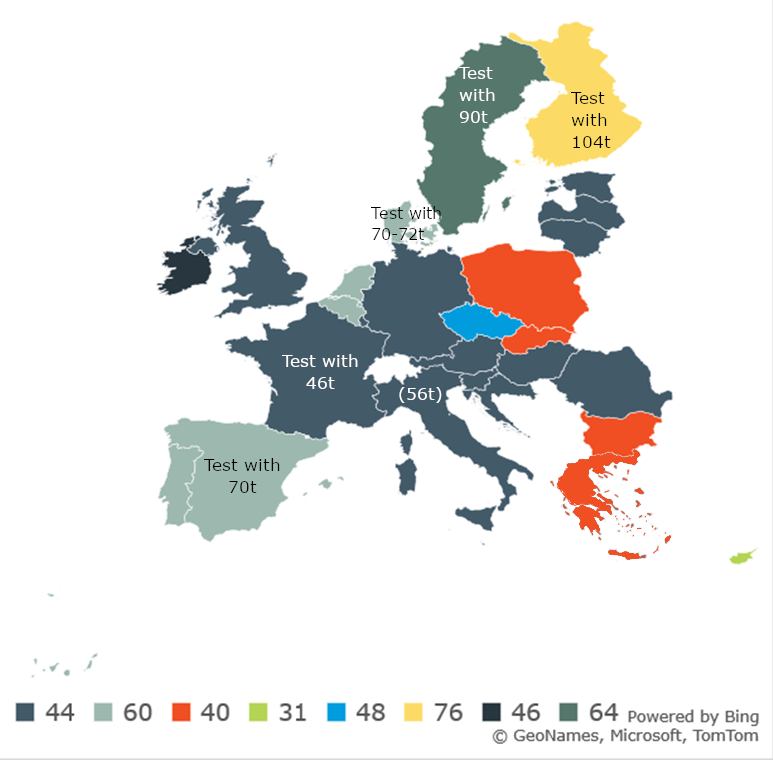 Test
with
90t
Test
with
104t
Test with
70-72t
Test with
46t
(56t)
Test with
70t
44 60 40 31 48 76 46 64
Powered by Bing
© GeoNames, Microsoft, TomTom